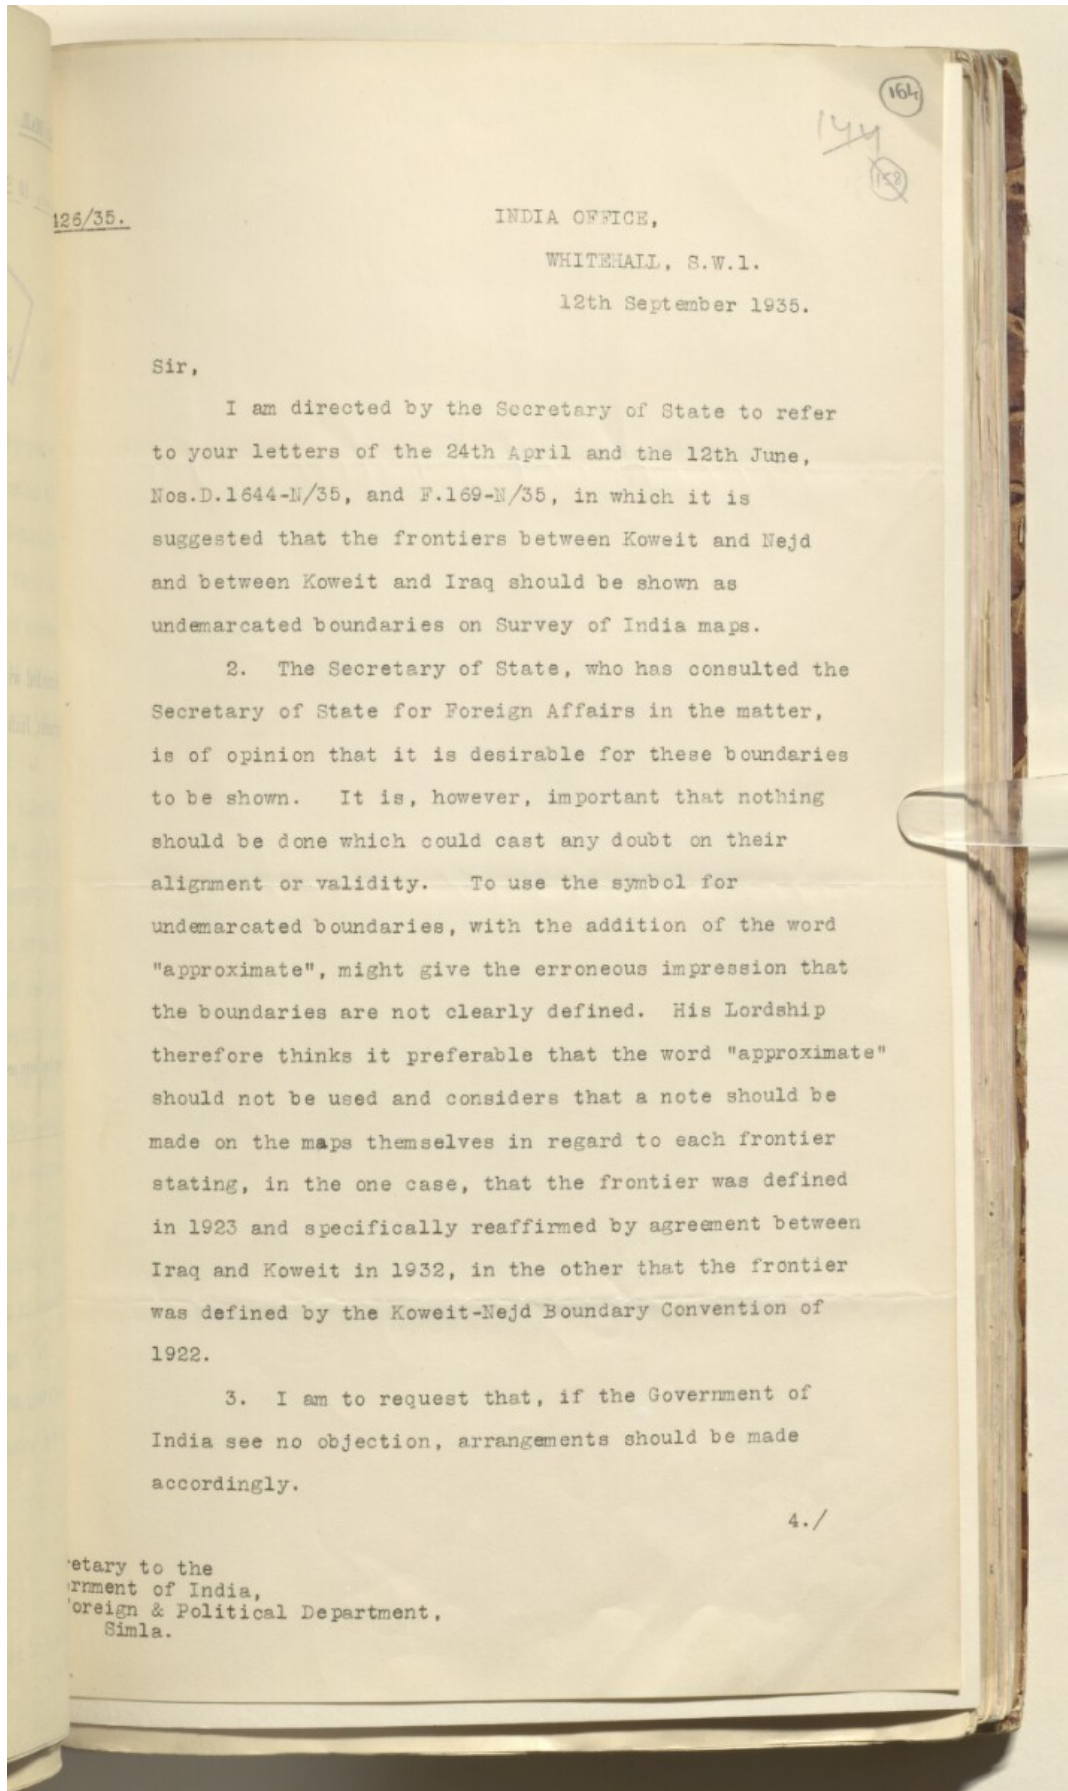 164
144
158
126/35.
INDIA OFFICE,
WHITEHALL, S.W.1.
12th September 1935.
Sir,
I am directed by the Secretary of State to refer
to your letters of the 24th April and the 12th June,
Nos.D.1644-N/35, and F.169-N/35, in which it is
suggested that the frontiers between Koweit and Nejd
and between Koweit and Iraq should be shown as
undemarcated boundaries on Survey of India maps.
2. The Secretary of State, who has consulted the
Secretary of State for Foreign Affairs in the matter,
is of opinion that it is desirable for these boundaries
to be shown. It is, however, important that nothing
should be done which could cast any doubt on their
alignment or validity. To use the symbol for
undemarcated boundaries, with the addition of the word
"approximate", might give the erroneous impression that
the boundaries are not clearly defined. His Lordship
therefore thinks it preferable that the word "approximate"
should not be used and considers that a note should be
made on the maps themselves in regard to each frontier
stating, in the one case, that the frontier was defined
in 1923 and specifically reaffirmed by agreement between
Iraq and Koweit in 1932, in the other that the frontier
was defined by the Koweit-Nejd Boundary Convention of
1922.
3. I am to request that, if the Government of
India see no objection, arrangements should be made
accordingly.
4./
etary to the
rnment of India,
oreign & Political Department,
Simla.